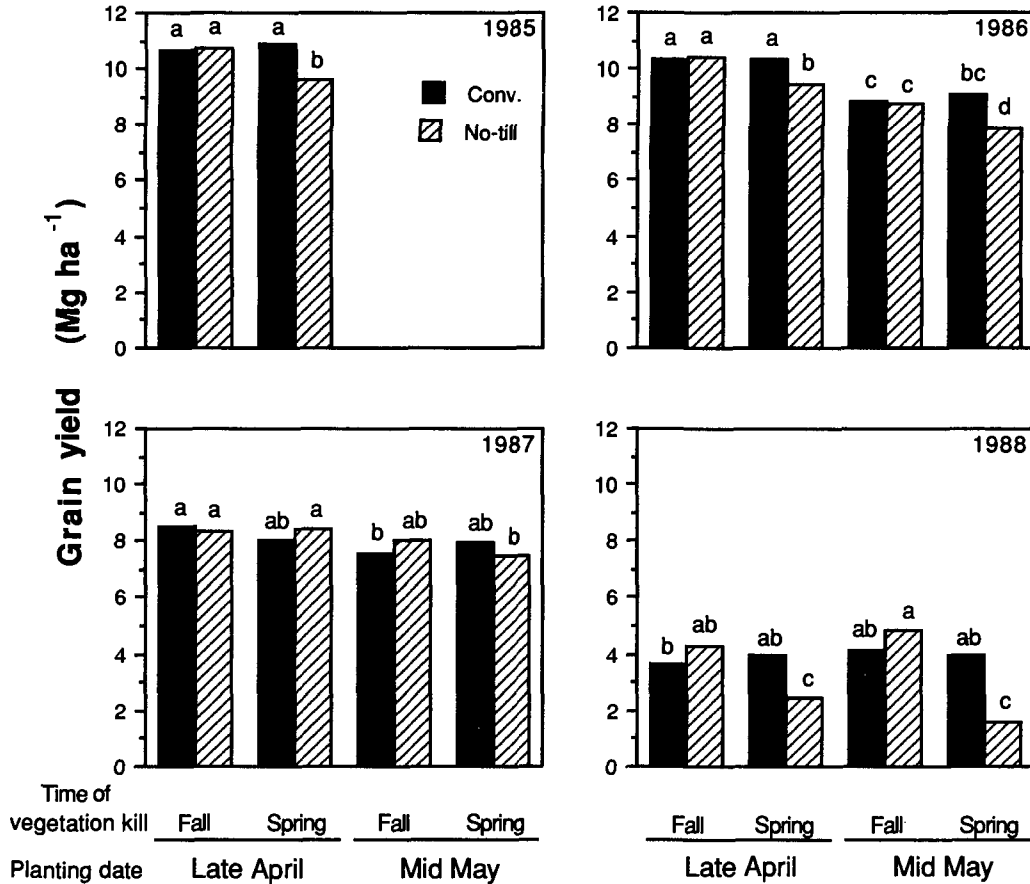 Grain yield (Mg ha⁻¹)
12
10
8
6
4
2
0
a
a
a
b
1985
Conv.
No-till
12
10
8
6
4
2
0
a
a
a
b
c
c
bc
d
1986
12
10
8
6
4
2
0
a
a
ab
a
b
ab
ab
b
1987
12
10
8
6
4
2
0
b
ab
ab
c
ab
a
ab
c
1988
Time of
vegetation kill
Fall Spring Fall Spring
Fall Spring Fall Spring
Planting date
Late April Mid May
Late April Mid May